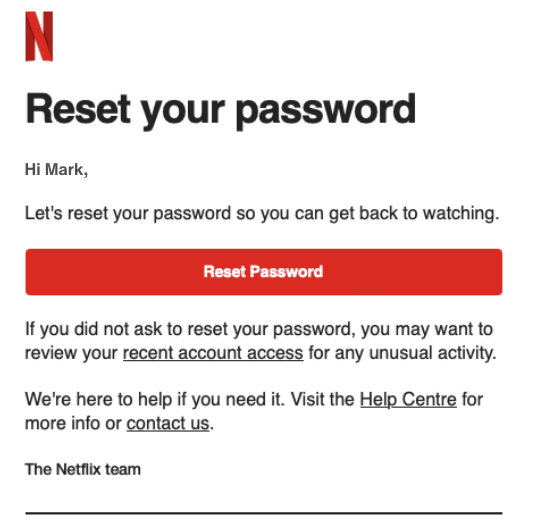 N
Reset your password
Hi Mark,
Let's reset your password so you can get back to watching.
Reset Password
If you did not ask to reset your password, you may want to
review your recent account access for any unusual activity.
We're here to help if you need it. Visit the Help Centre for
more info or contact us.
The Netflix team